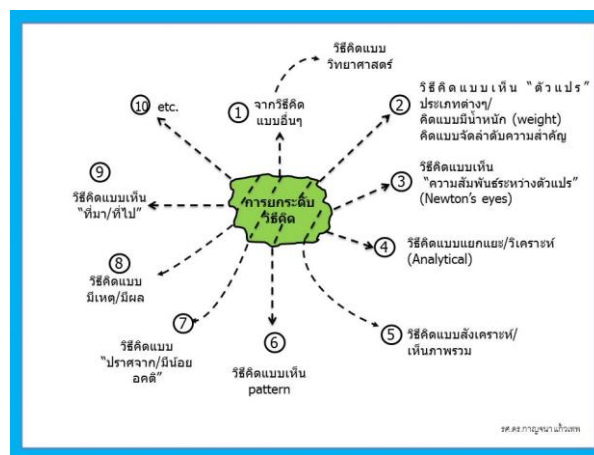 การยกระดับ
วิธีคิด
① จากวิธีคิด
แบบอื่นๆ
วิธีคิดแบบ
วิทยาศาสตร์
② วิธีคิดแบบเห็น “ตัวแปร”
ประเภทต่างๆ/
คิดแบบมีน้ำหนัก (weight)
คิดแบบจัดลำดับความสำคัญ
③ วิธีคิดแบบเห็น
“ความสัมพันธ์ระหว่างตัวแปร”
(Newton’s eyes)
④ วิธีคิดแบบแยกแยะ/วิเคราะห์
(Analytical)
⑤ วิธีคิดแบบสังเคราะห์/
เห็นภาพรวม
⑥
วิธีคิดแบบเห็น
pattern
⑦
วิธีคิดแบบ
“ปราศจาก/มีน้อย
อคติ”
⑧
วิธีคิดแบบ
มีเหตุ/มีผล
⑨
วิธีคิดแบบเห็น
“ที่มา/ที่ไป”
⑩ etc.
รศ.ดร.กาญจนา แก้วเทพ